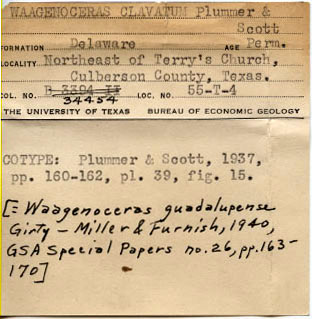 WAAGENOCERAS CLAVATUM Plummer &
Scott
FORMATION Delaware AGE Perm.
LOCALITY Northeast of Terry's Church,
Culberson County, Texas.
COL. NO. B 3394 II LOC. NO. 55-T-4
34454
THE UNIVERSITY OF TEXAS BUREAU OF ECONOMIC GEOLOGY
COTYPE: Plummer & Scott, 1937,
pp. 160-162, pl. 39, fig. 15.
[= Waagenoceras guadalupense
Girty - Miller & Furnish, 1940,
GSA Special Papers no. 26, pp. 163-
170]